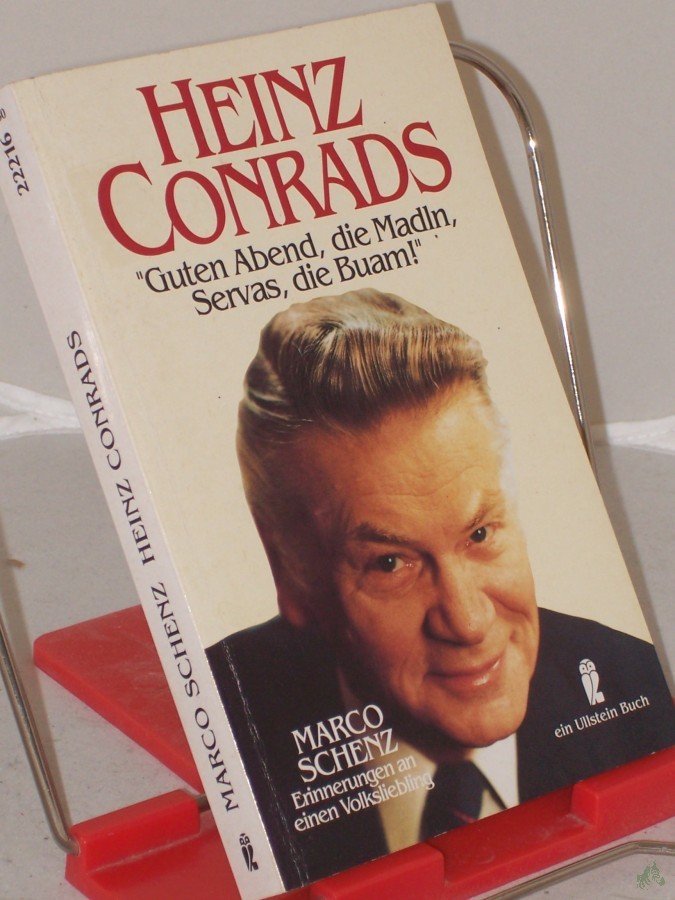 HEINZ
CONRADS
"Guten Abend, die Madln,
Servas, die Buam!"
MARCO
SCHENZ
Erinnerungen an
einen Volksliebling
ein Ullstein Buch
MARCO SCHENZ HEINZ CONRADS
22216